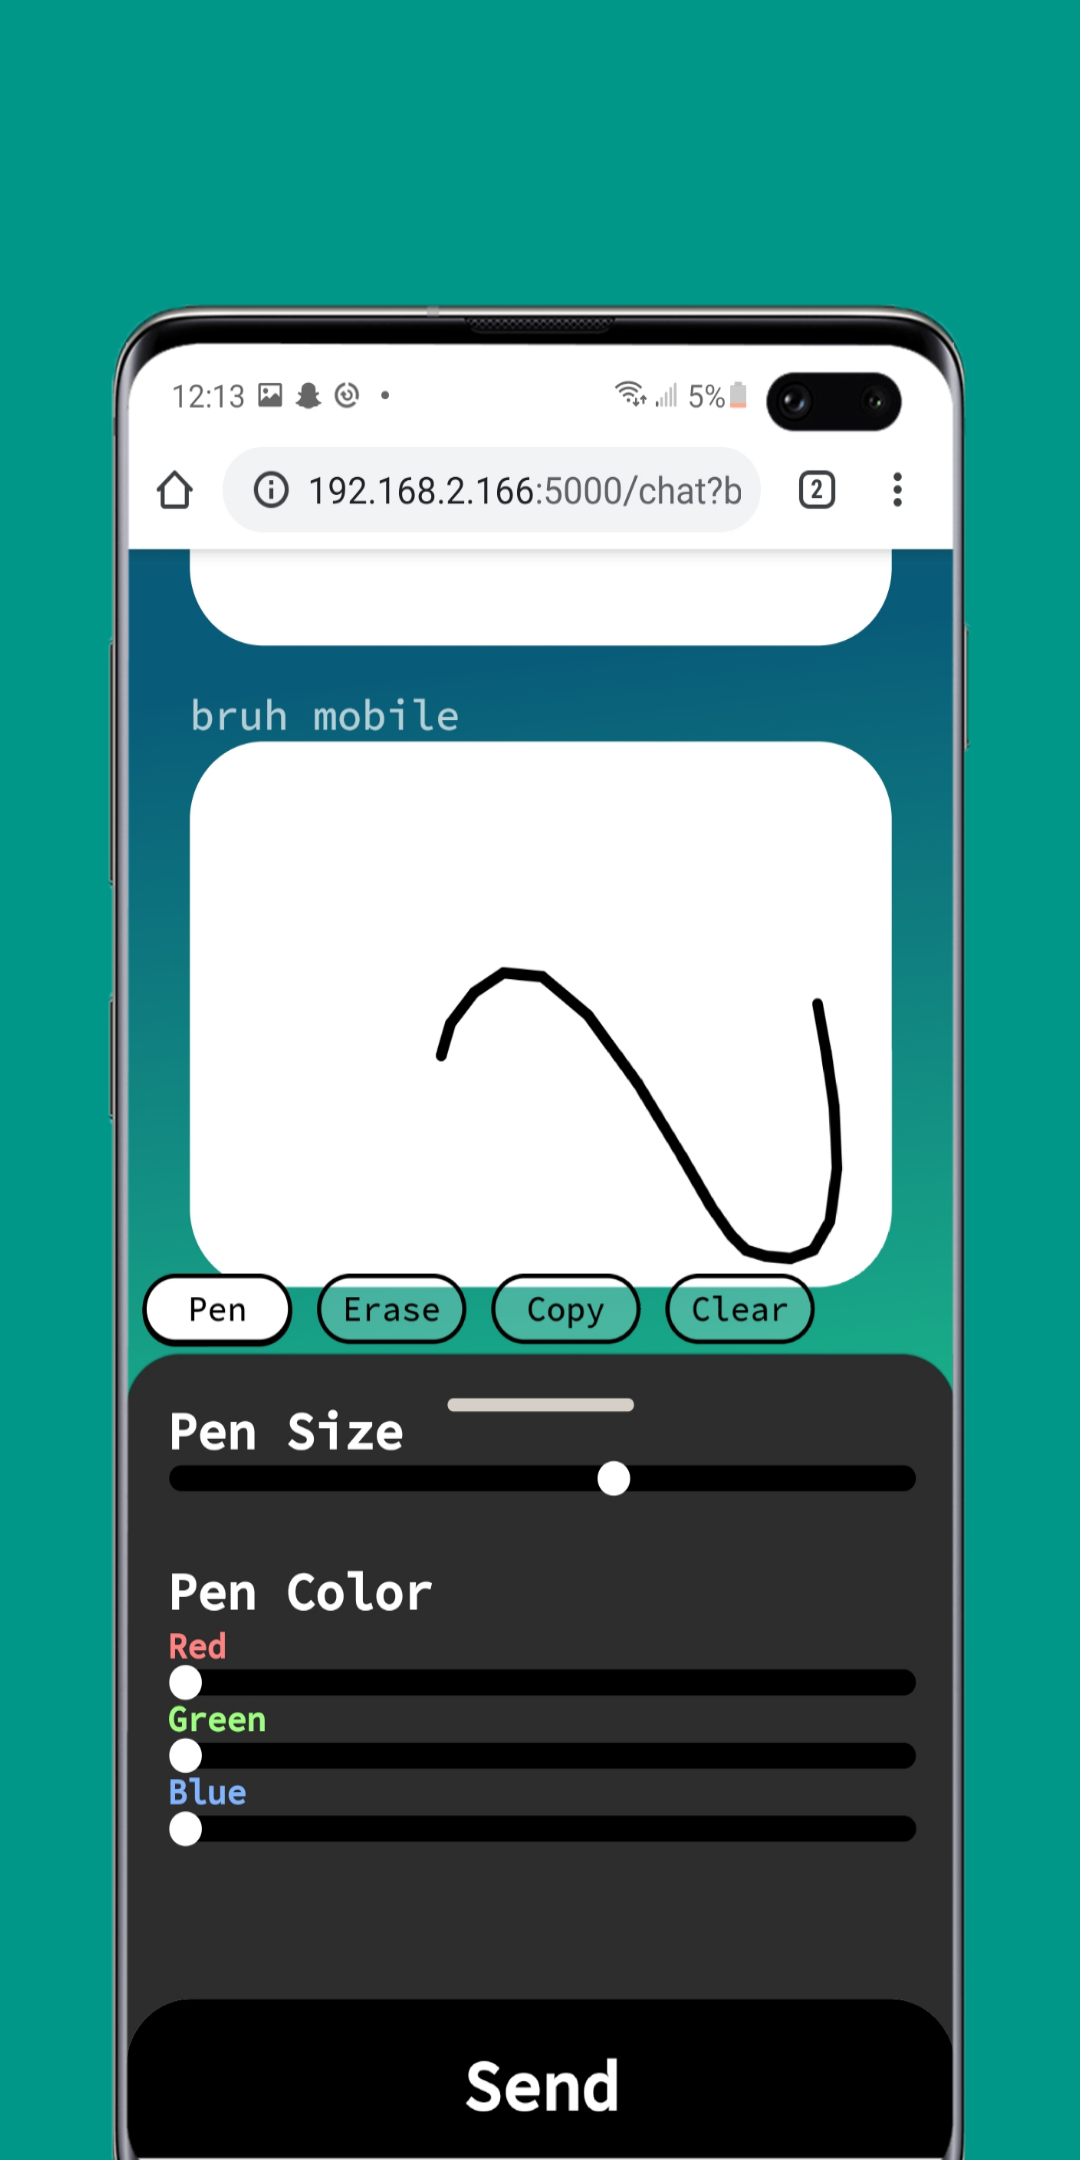 12:13 5%
192.168.2.166:5000/chat?b 2
bruh mobile
Pen Erase Copy Clear
Pen Size
Pen Color
Red
Green
Blue
Send